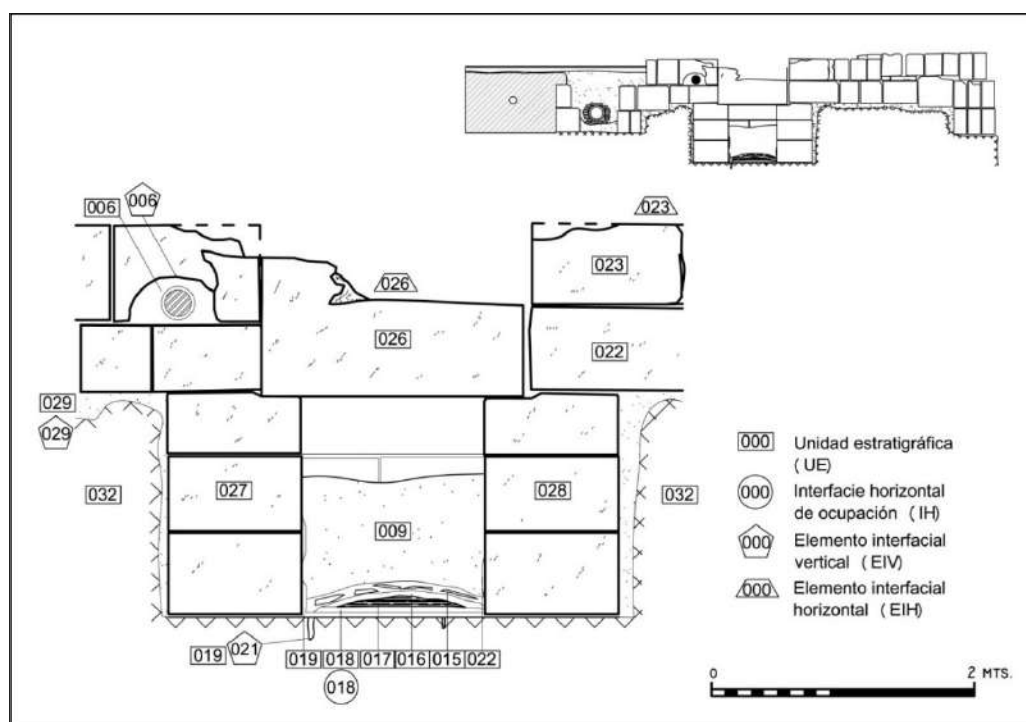 006
006
023
023
026
026
022
029
029
032
027
028
032
009
019 021
019 018 017 016 015 022
018
000 Unidad estratigráfica
(UE)
000 Interfacie horizontal
de ocupación (IH)
000 Elemento interfacial
vertical (EIV)
000 Elemento interfacial
horizontal (EIH)
0 2 MTS.